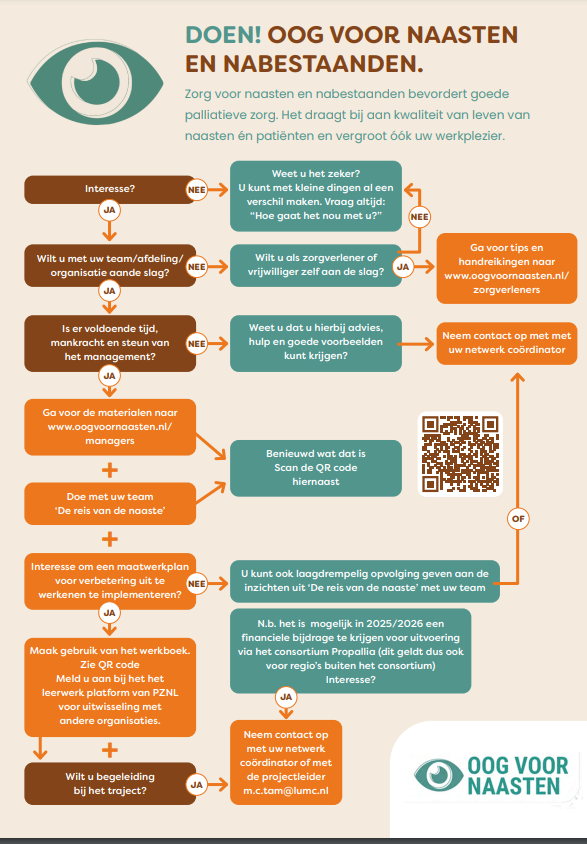 DOEN! OOG VOOR NAASTEN
EN NABESTAANDEN.
Zorg voor naasten en nabestaanden bevordert goede
palliatieve zorg. Het draagt bij aan kwaliteit van leven van
naasten én patiënten en vergroot óók uw werkplezier.
Interesse?
NEE
Weet u het zeker?
U kunt met kleine dingen al een
verschil maken. Vraag altijd:
“Hoe gaat het nou met u?”
JA
NEE
Wilt u met uw team/afdeling/
organisatie aande slag?
NEE
Wilt u als zorgverlener of
vrijwilliger zelf aan de slag?
JA
Ga voor tips en
handreikingen naar
www.oogvoornaasten.nl/
zorgverleners
JA
Is er voldoende tijd,
mankracht en steun van
het management?
NEE
Weet u dat u hierbij advies,
hulp en goede voorbeelden
kunt krijgen?
Neem contact op met met
uw netwerk coördinator
JA
Ga voor de materialen naar
www.oogvoornaasten.nl/
managers
+
Doe met uw team
‘De reis van de naaste’
Benieuwd wat dat is
Scan de QR code
hiernaast
OF
+
Interesse om een maatwerkplan
voor verbetering uit te
werkenen te implementeren?
NEE
U kunt ook laagdrempelig opvolging geven aan de
inzichten uit ‘De reis van de naaste’ met uw team
JA
N.b. het is mogelijk in 2025/2026 een
financiele bijdrage te krijgen voor uitvoering
via het consortium Propallia (dit geldt dus ook
voor regio’s buiten het consortium)
Interesse?
JA
Maak gebruik van het werkboek.
Zie QR code
Meld u aan bij het het
leerwerk platform van PZNL
voor uitwisseling met
andere organisaties.
+
Wilt u begeleiding
bij het traject?
JA
Neem contact op
met uw netwerk
coördinator of met
de projectleider
m.c.tam@lumc.nl
OOG VOOR
NAASTEN